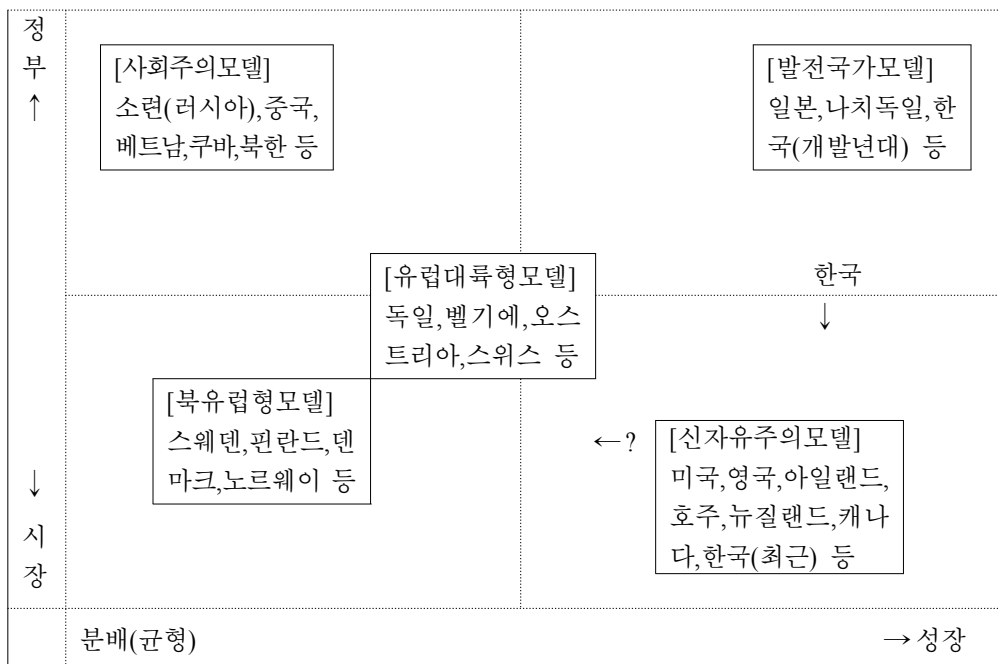 정
부
↑
[사회주의모델]
소련(러시아),중국,
베트남,쿠바,북한 등
[발전국가모델]
일본,나치독일,한
국(개발년대) 등
[유럽대륙형모델]
독일,벨기에,오스
트리아,스위스 등
한국
↓
[북유럽형모델]
스웨덴,핀란드,덴
마크,노르웨이 등
←?
[신자유주의모델]
미국,영국,아일랜드,
호주,뉴질랜드,캐나
다,한국(최근) 등
↓
시
장
분배(균형)
→성장